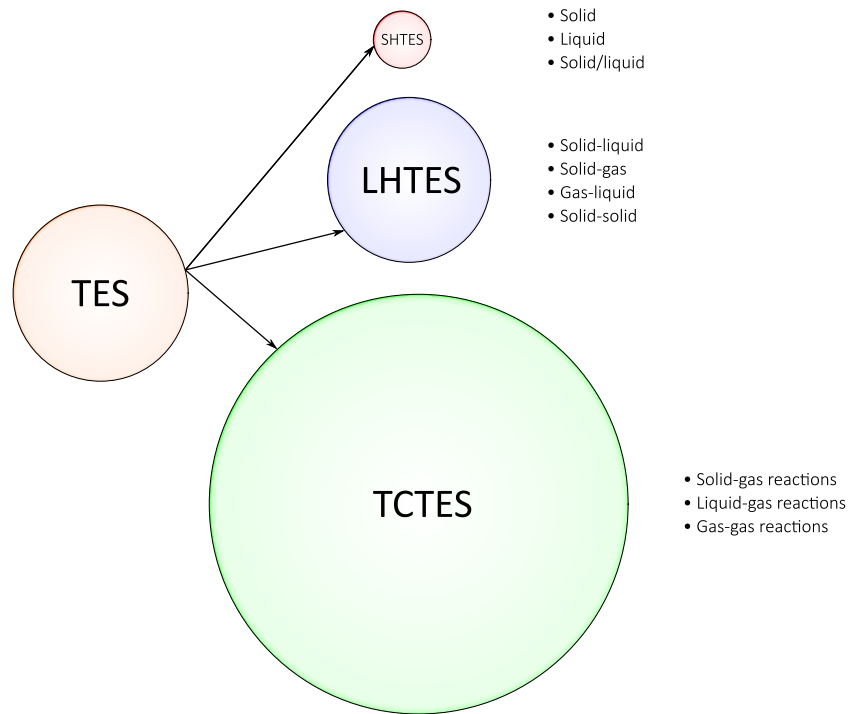 SHTES
• Solid
• Liquid
• Solid/liquid
LHTES
• Solid-liquid
• Solid-gas
• Gas-liquid
• Solid-solid
TES
TCTES
• Solid-gas reactions
• Liquid-gas reactions
• Gas-gas reactions